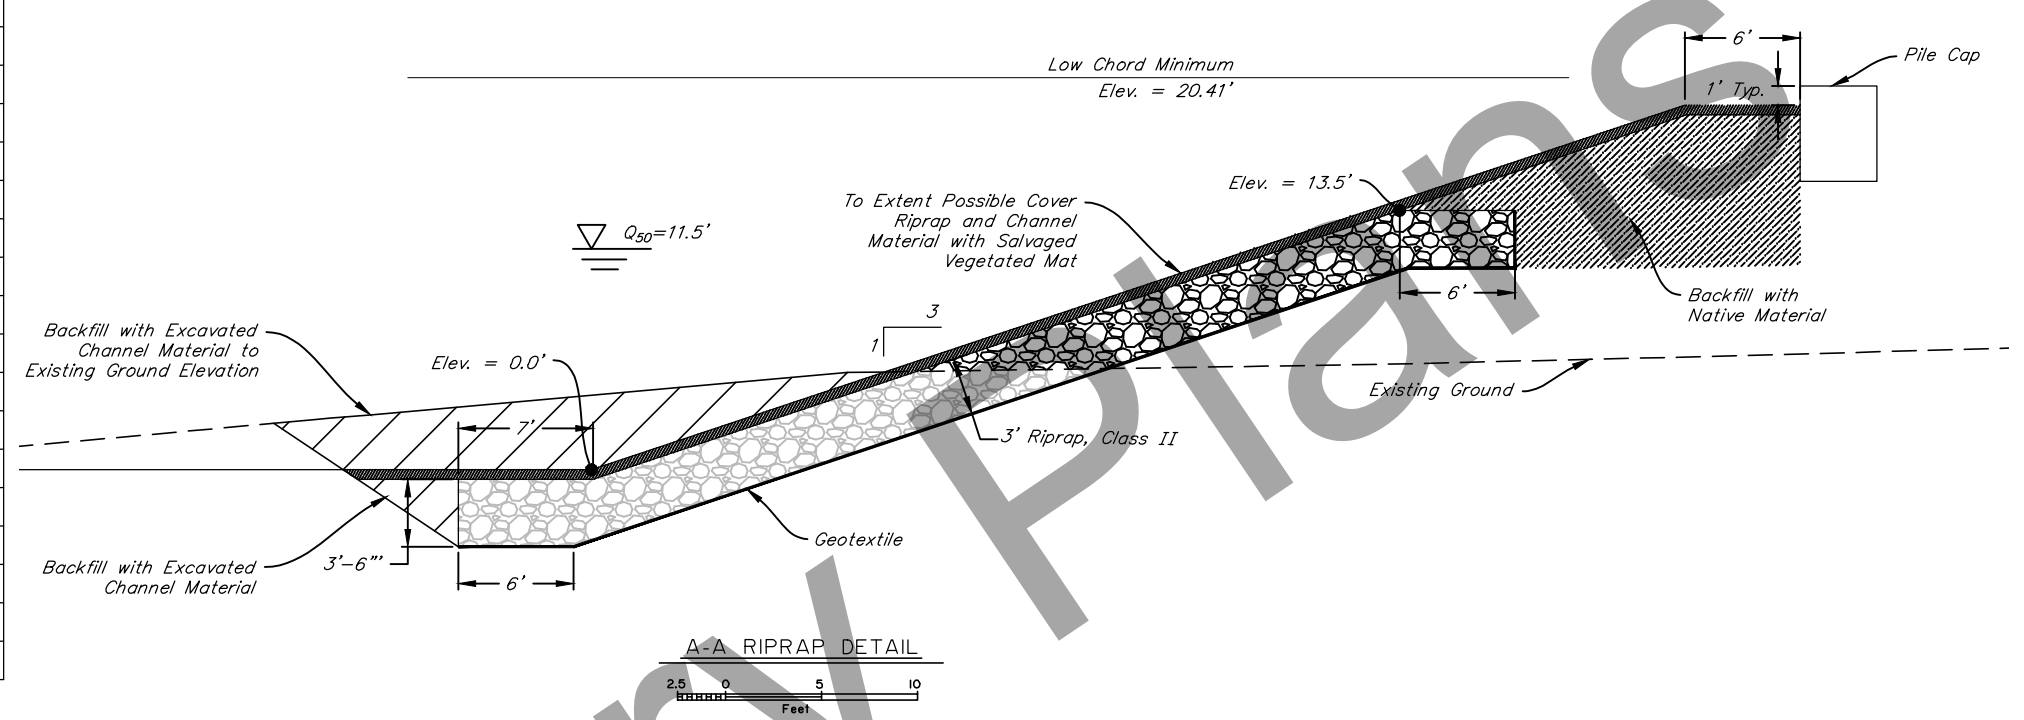 6'
Pile Cap
Low Chord Minimum
Elev. = 20.41'
1' Typ.
Elev. = 13.5'
To Extent Possible Cover
Riprap and Channel
Material with Salvaged
Vegetated Mat
Q50=11.5'
6'
Backfill with
Native Material
3
1
Backfill with Excavated
Channel Material to
Existing Ground Elevation
Elev. = 0.0'
Existing Ground
7'
3' Riprap, Class II
Geotextile
3'-6"'
Backfill with Excavated
Channel Material
6'
A-A RIPRAP DETAIL
2.5 0 5 10
Feet
Plans